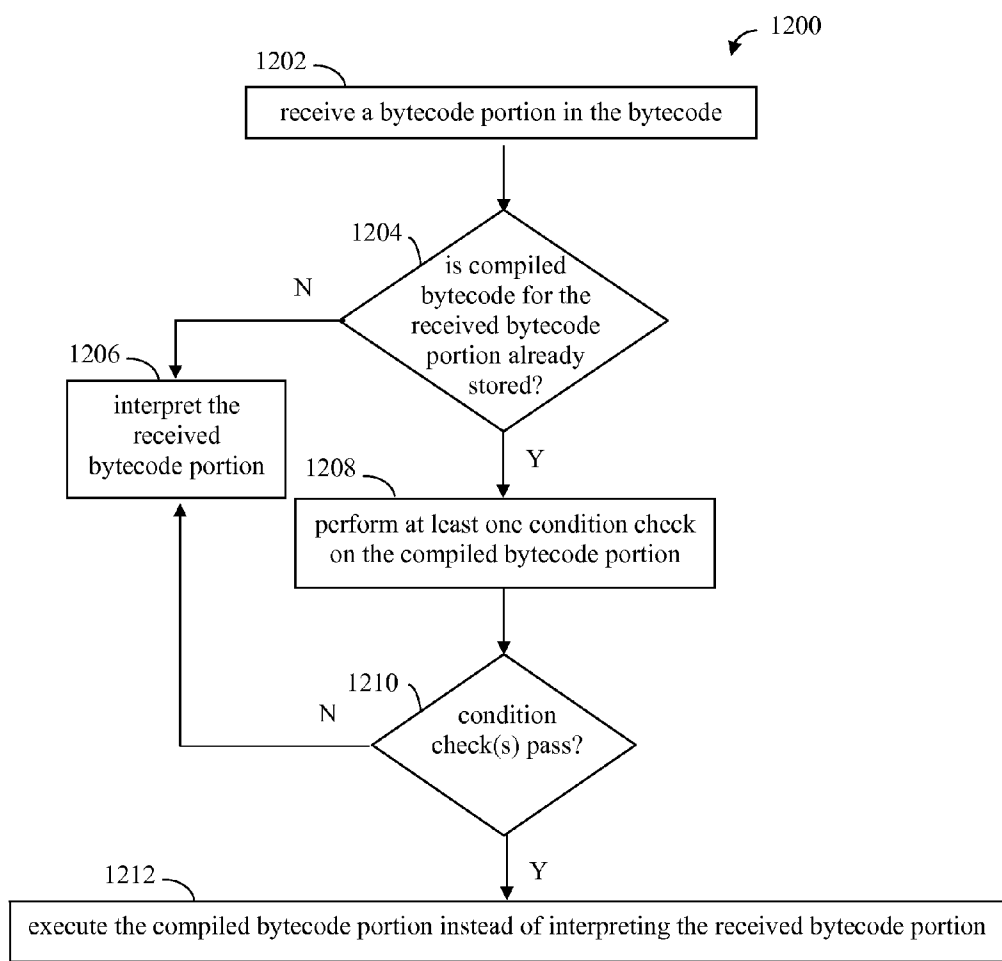 1200
1202
receive a bytecode portion in the bytecode
1204
is compiled
bytecode for the
received bytecode
portion already
stored?
N
1206
interpret the
received
bytecode portion
Y
1208
perform at least one condition check
on the compiled bytecode portion
1210
condition
check(s) pass?
N
Y
1212
execute the compiled bytecode portion instead of interpreting the received bytecode portion